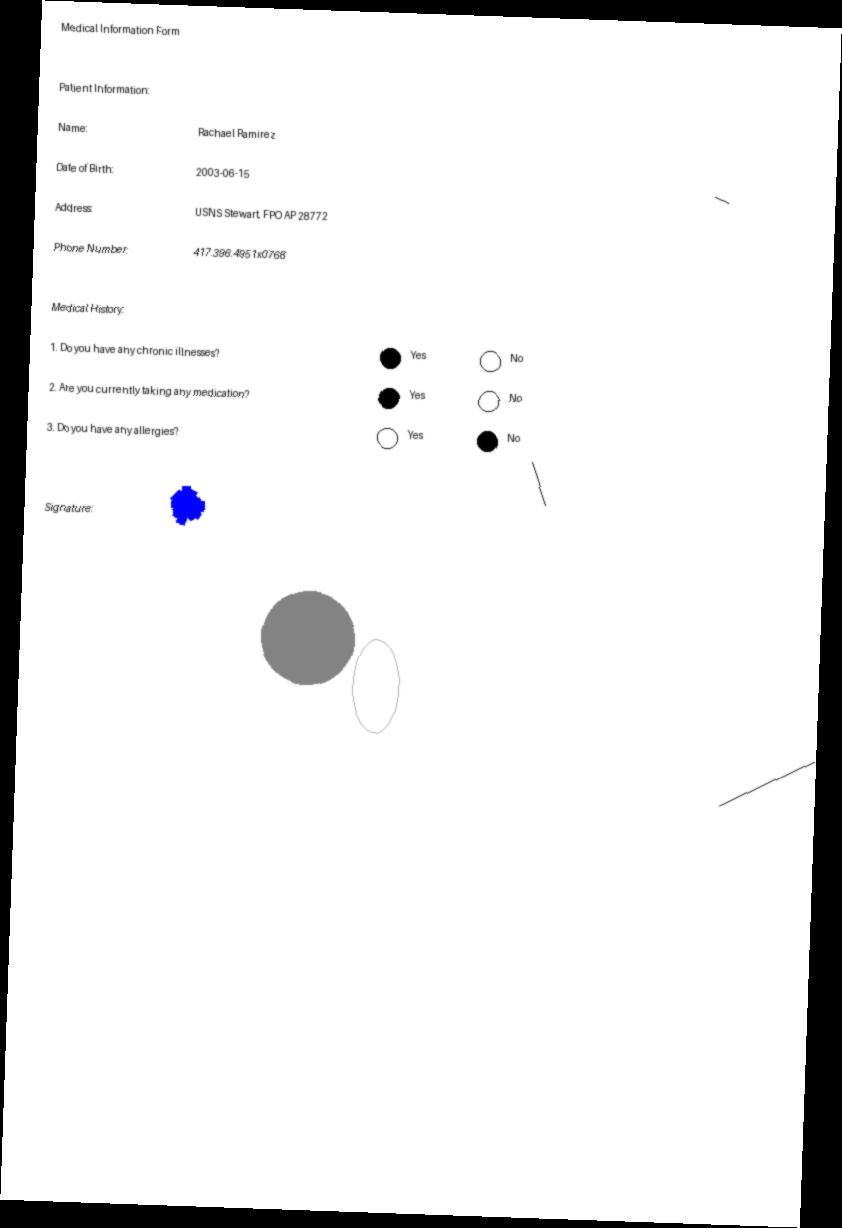 Medical Information Form
Patient Information:
Name: Rachael Ramirez
Date of Birth: 2003-06-15
Address: USNS Stewart, FPO AP 28772
Phone Number: 417.396.4951x0768
Medical History:
1. Do you have any chronic illnesses? Yes No
2. Are you currently taking any medication? Yes No
3. Do you have any allergies? Yes No
Signature: